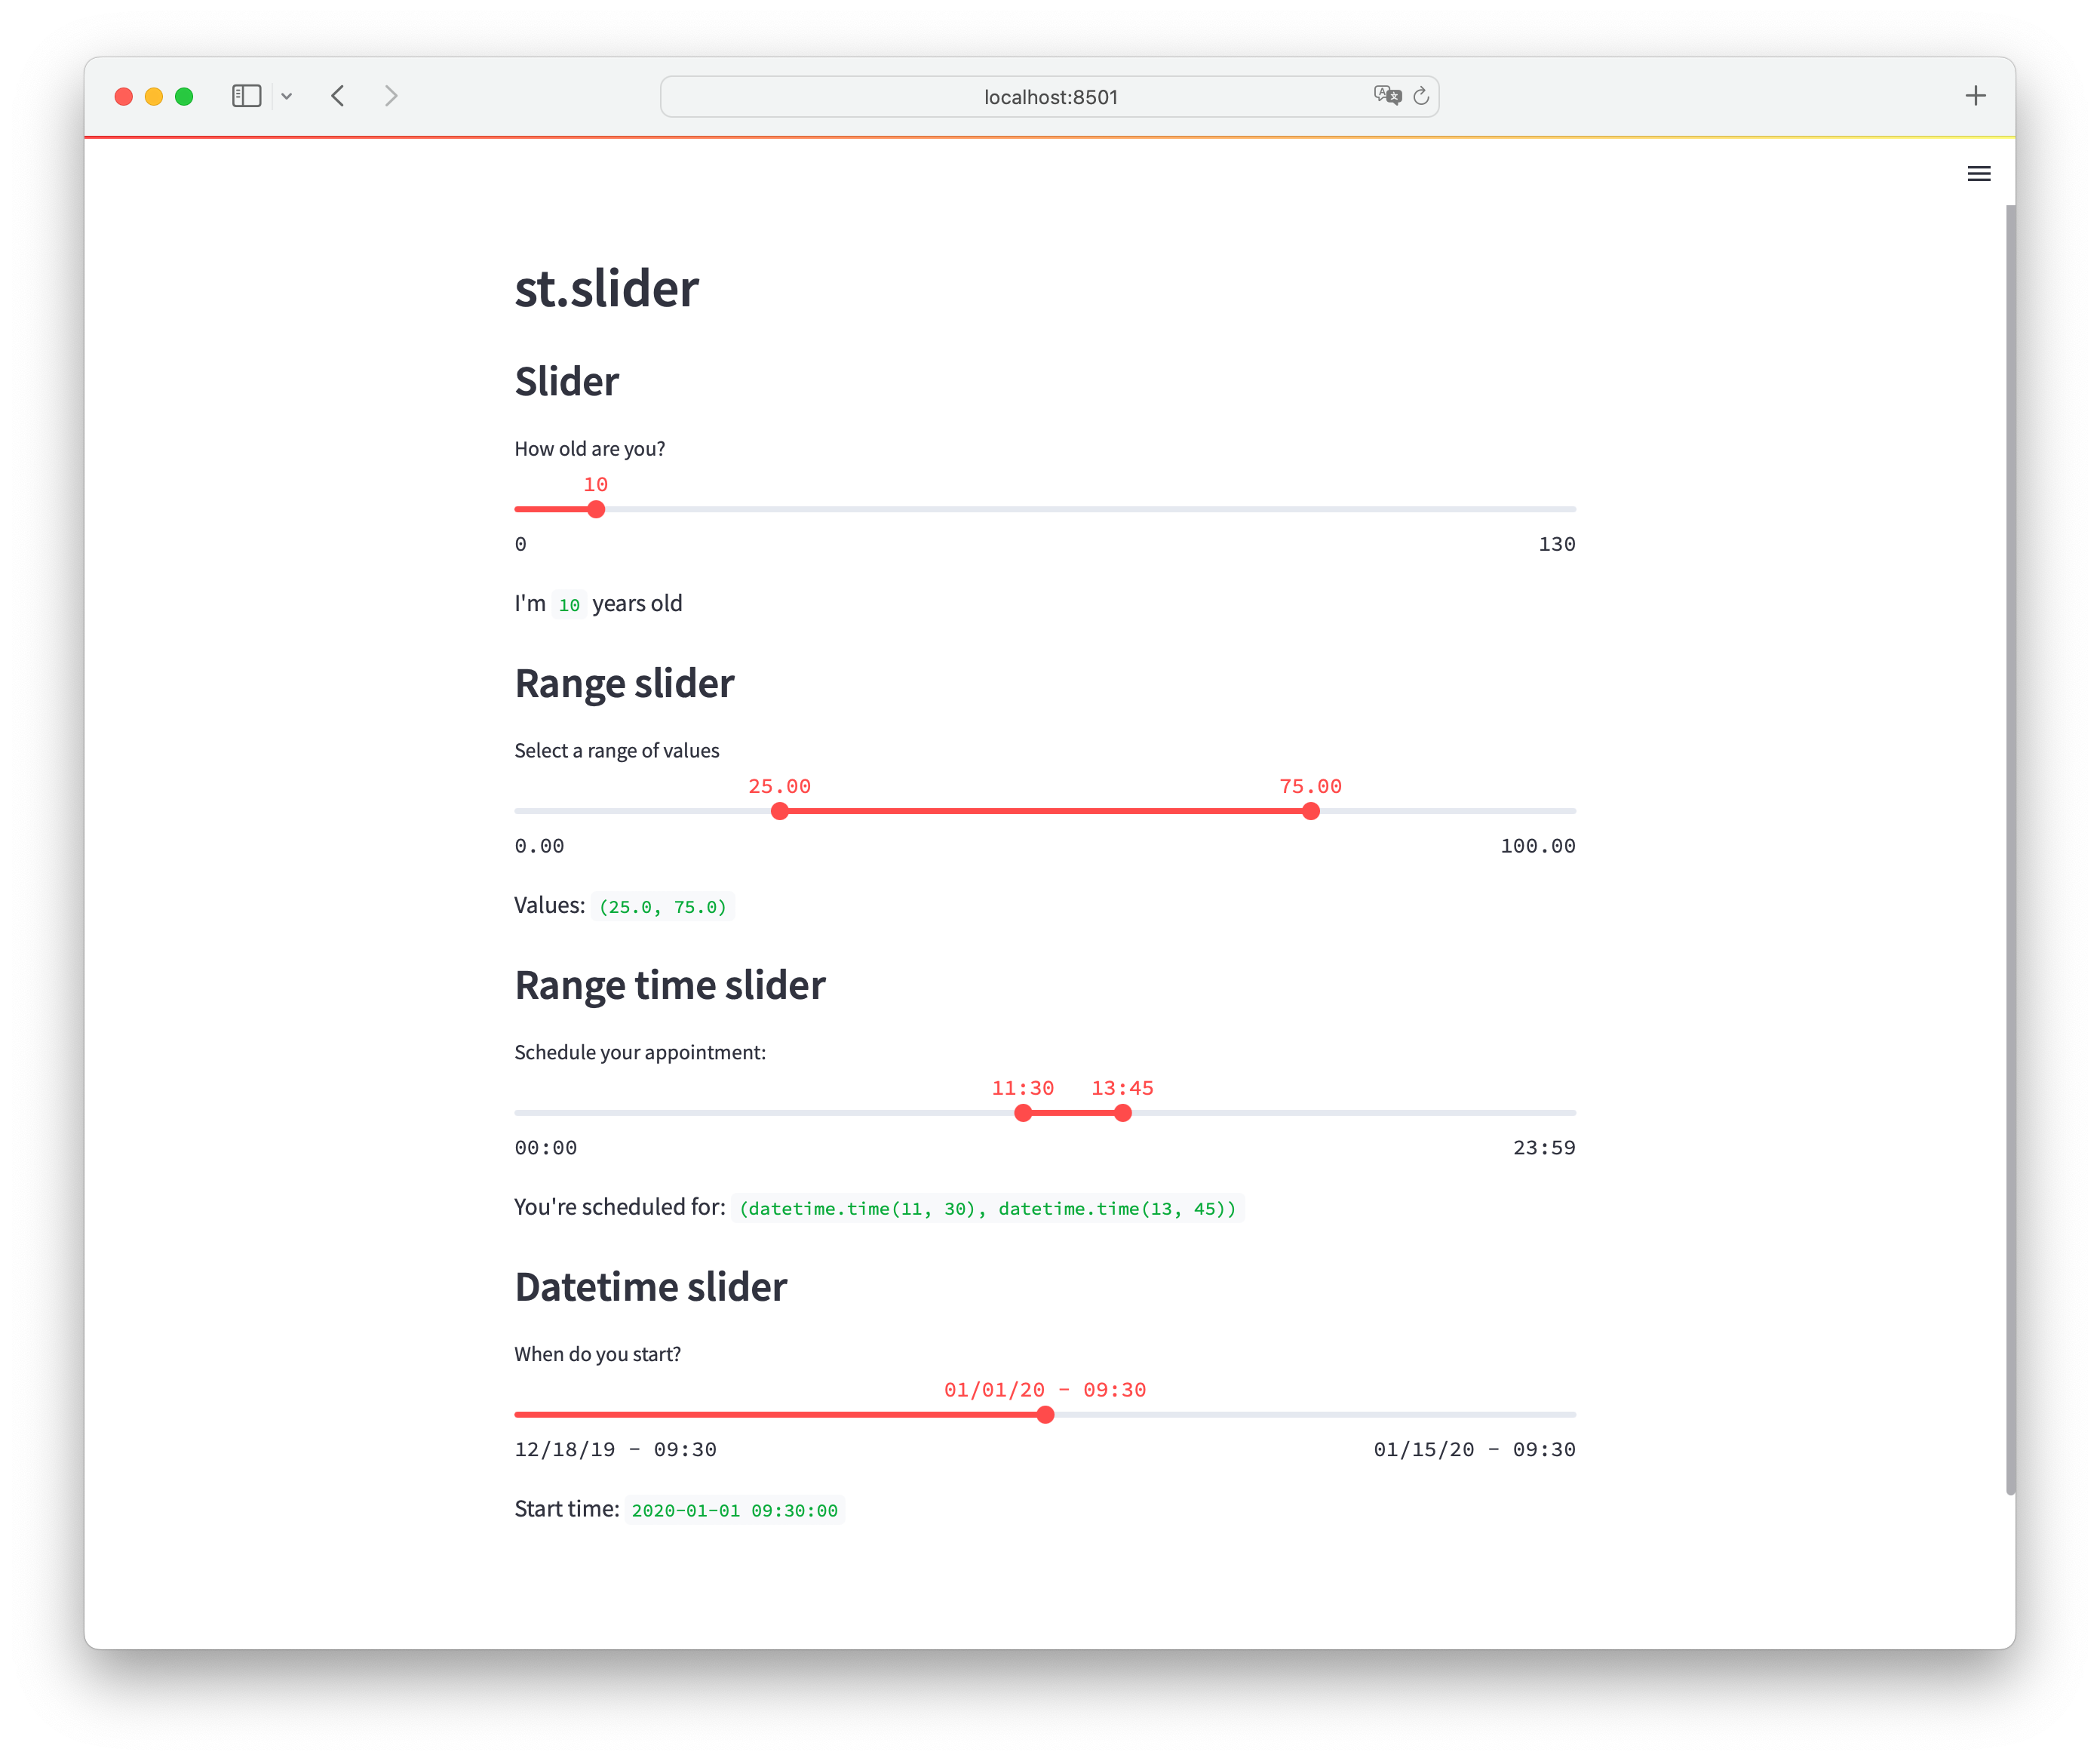 localhost:8501
st.slider
Slider
How old are you?
10
0 130
I'm 10 years old
Range slider
Select a range of values
25.00 75.00
0.00 100.00
Values: (25.0, 75.0)
Range time slider
Schedule your appointment:
11:30 13:45
00:00 23:59
You're scheduled for: (datetime.time(11, 30), datetime.time(13, 45))
Datetime slider
When do you start?
01/01/20 - 09:30
12/18/19 - 09:30 01/15/20 - 09:30
Start time: 2020-01-01 09:30:00